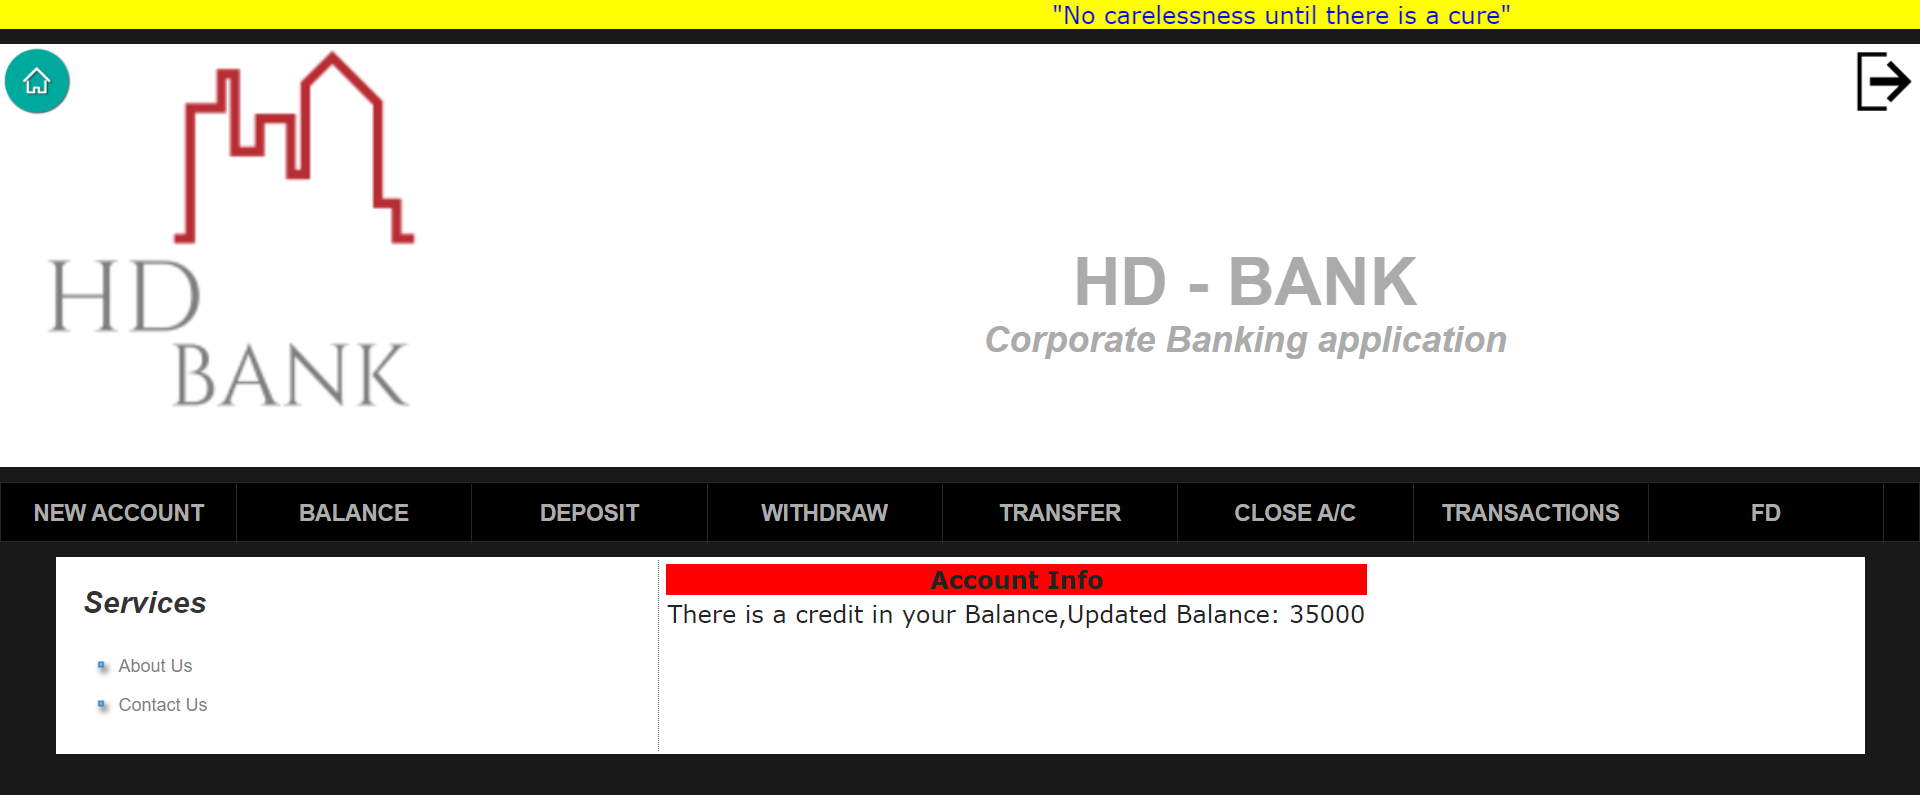 "No carelessness until there is a cure"
HD
BANK
HD - BANK
Corporate Banking application
NEW ACCOUNT BALANCE DEPOSIT WITHDRAW TRANSFER CLOSE A/C TRANSACTIONS FD
Services
About Us
Contact Us
Account Info
There is a credit in your Balance,Updated Balance: 35000